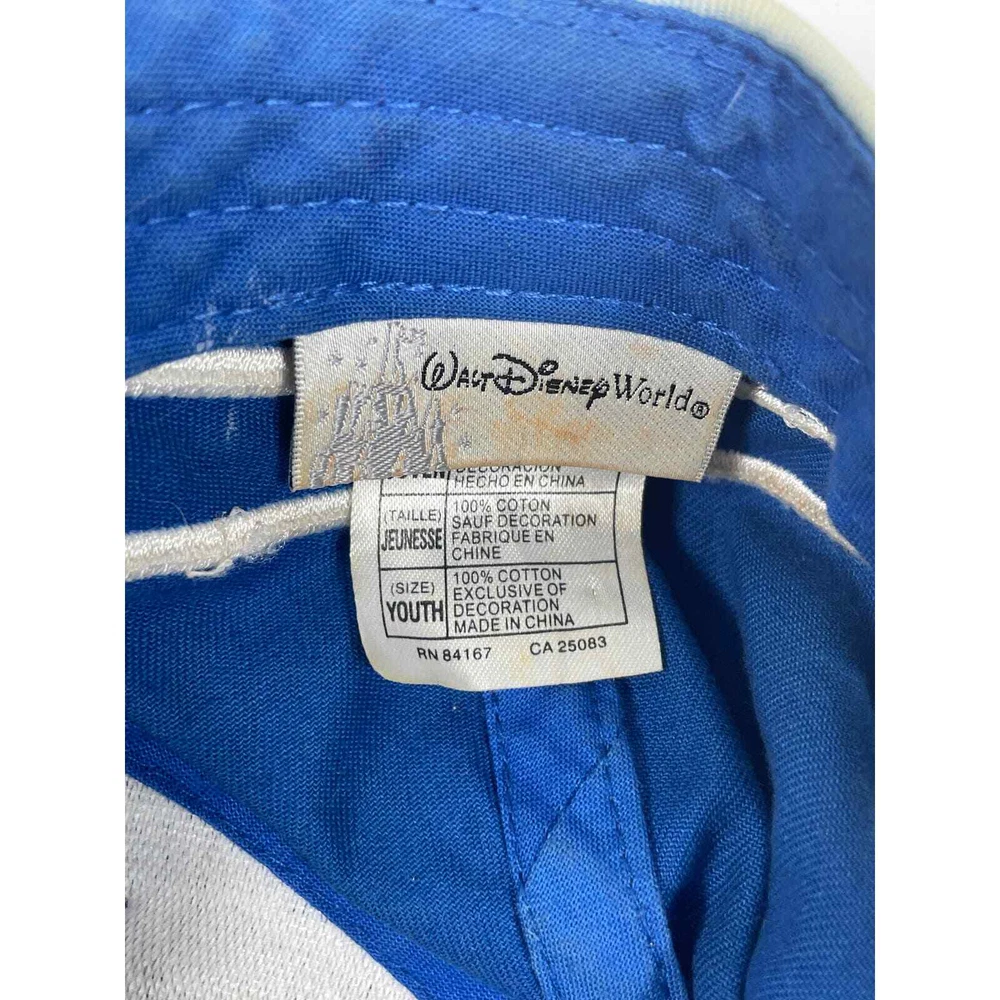 WALT DISNEY World®
JOVEN DECORACION
HECHO EN CHINA
(TAILLE) 100% COTON
JEUNESSE SAUF DECORATION
FABRIQUE EN
CHINE
(SIZE) 100% COTTON
YOUTH EXCLUSIVE OF
DECORATION
MADE IN CHINA
RN 84167 CA 25083